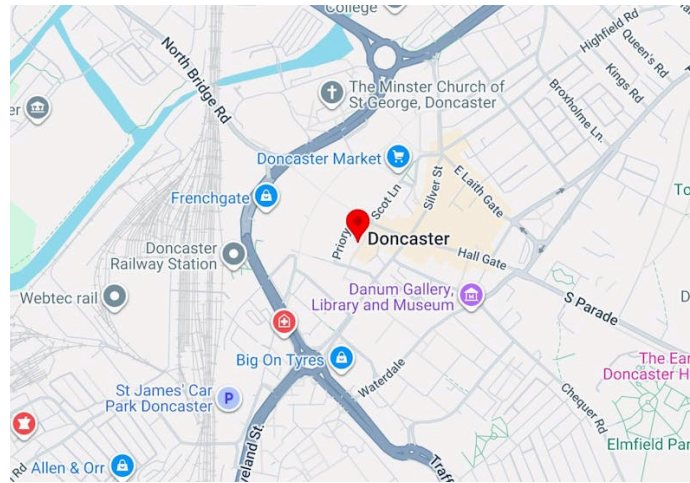 College
Highfield Rd
Queen's Rd
Kings Rd
North Bridge Rd
The Minster Church of
St George, Doncaster
Broxholme Ln.
Doncaster Market
E Laith Gate
Silver St
Scot Ln
Frenchgate
Priory
Doncaster
Hall Gate
Doncaster
Railway Station
Webtec rail
Danum Gallery,
Library and Museum
S Parade
Big On Tyres
Waterdale
The Ear
Doncaster H
St James' Car
Park Doncaster
P
Chequer Rd
Elmfield Par
eland St.
Traff
Rd
Allen & Orr
er
To
D